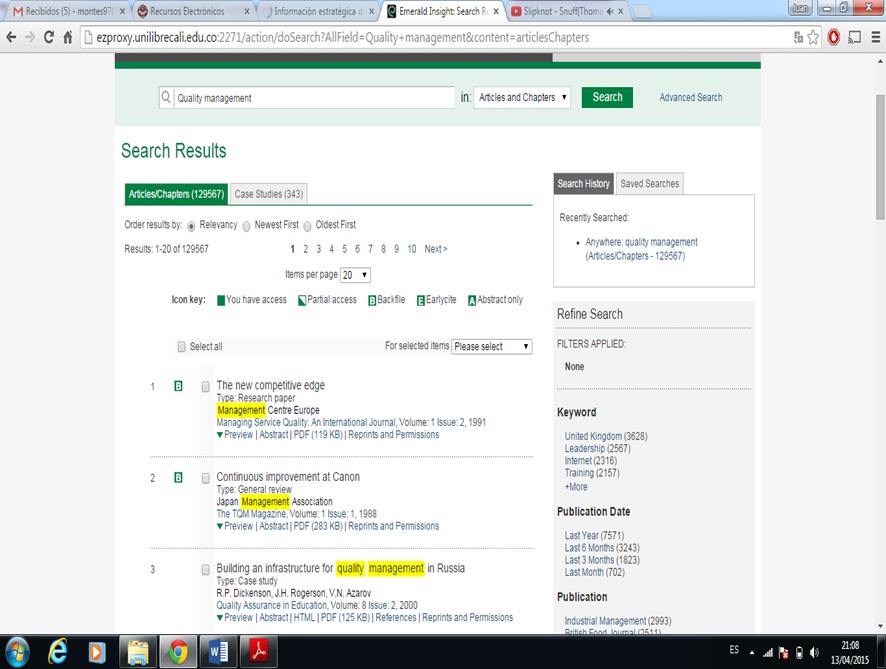 Recibidos (5) - montes970
Recursos Electrónicos
Información estratégica de
Emerald Insight: Search Re
Slipknot - Snuff(Thoma
Juan
ezproxy.unilibrecali.edu.co:2271/action/doSearch?AllField=Quality+management&content=articlesChapters
Quality management
in:
Articles and Chapters
Search
Advanced Search
Search Results
Articles/Chapters (129567)
Case Studies (343)
Order results by:
Relevancy
Newest First
Oldest First
Results: 1-20 of 129567
1 2 3 4 5 6 7 8 9 10 Next >
Items per page 20
Icon key:
You have access
Partial access
B Backfile
E Earlycite
A Abstract only
Select all
For selected items Please select
1 B The new competitive edge
Type: Research paper
Management Centre Europe
Managing Service Quality: An International Journal, Volume: 1 Issue: 2, 1991
Preview | Abstract | PDF (119 KB) | Reprints and Permissions
2 B Continuous improvement at Canon
Type: General review
Japan Management Association
The TQM Magazine, Volume: 1 Issue: 1, 1988
Preview | Abstract | PDF (283 KB) | Reprints and Permissions
3 Building an infrastructure for quality management in Russia
Type: Case study
R.P. Dickenson, J.H. Rogerson, V.N. Azarov
Quality Assurance in Education, Volume: 8 Issue: 2, 2000
Preview | Abstract | HTML | PDF (125 KB) | References | Reprints and Permissions
Search History
Saved Searches
Recently Searched:
Anywhere: quality management
(Articles/Chapters - 129567)
Refine Search
FILTERS APPLIED:
None
Keyword
United Kingdom (3628)
Leadership (2567)
Internet (2316)
Training (2157)
+More
Publication Date
Last Year (7571)
Last 6 Months (3243)
Last 3 Months (1823)
Last Month (702)
Publication
Industrial Management (2993)
British Food Journal (2511)
ES
21:08
13/04/2015